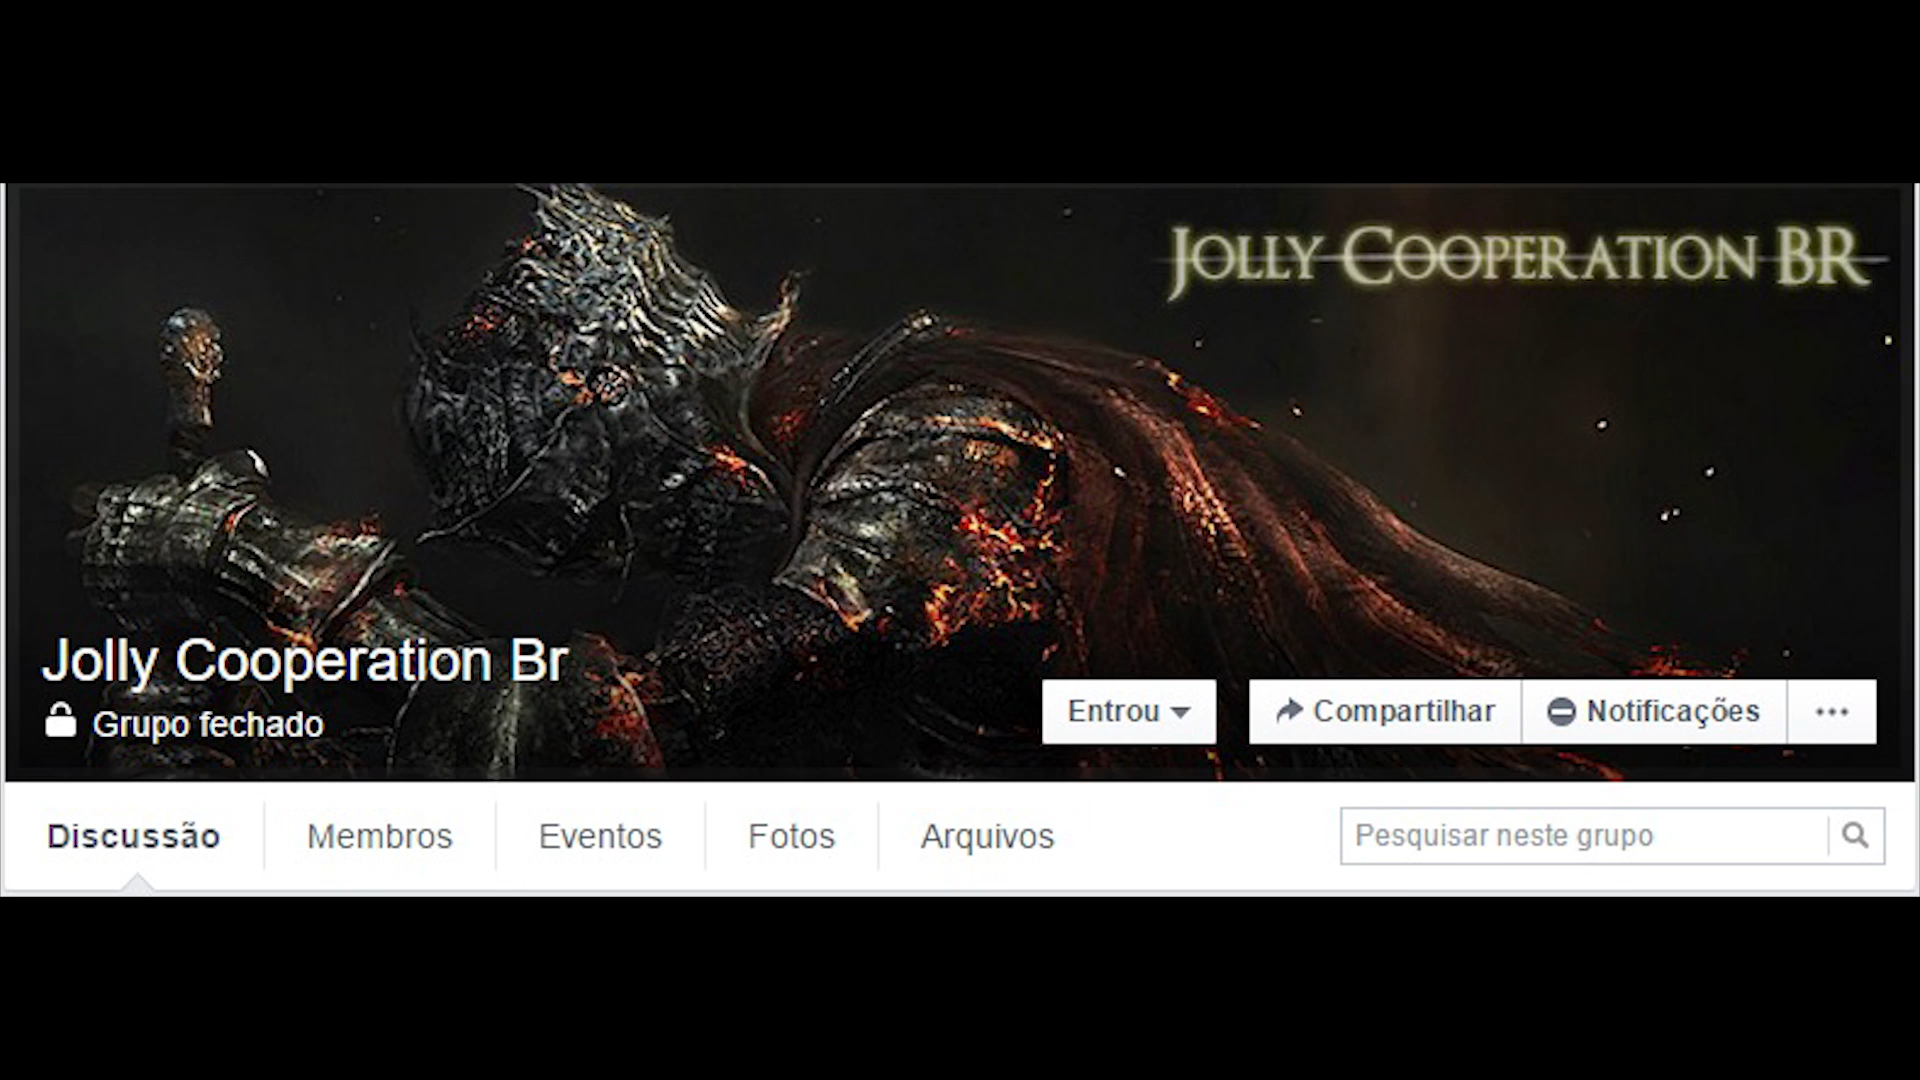 JOLLY COOPERATION BR
Jolly Cooperation Br
Grupo fechado
Entrou
Compartilhar
Notificações
Discussão
Membros
Eventos
Fotos
Arquivos
Pesquisar neste grupo